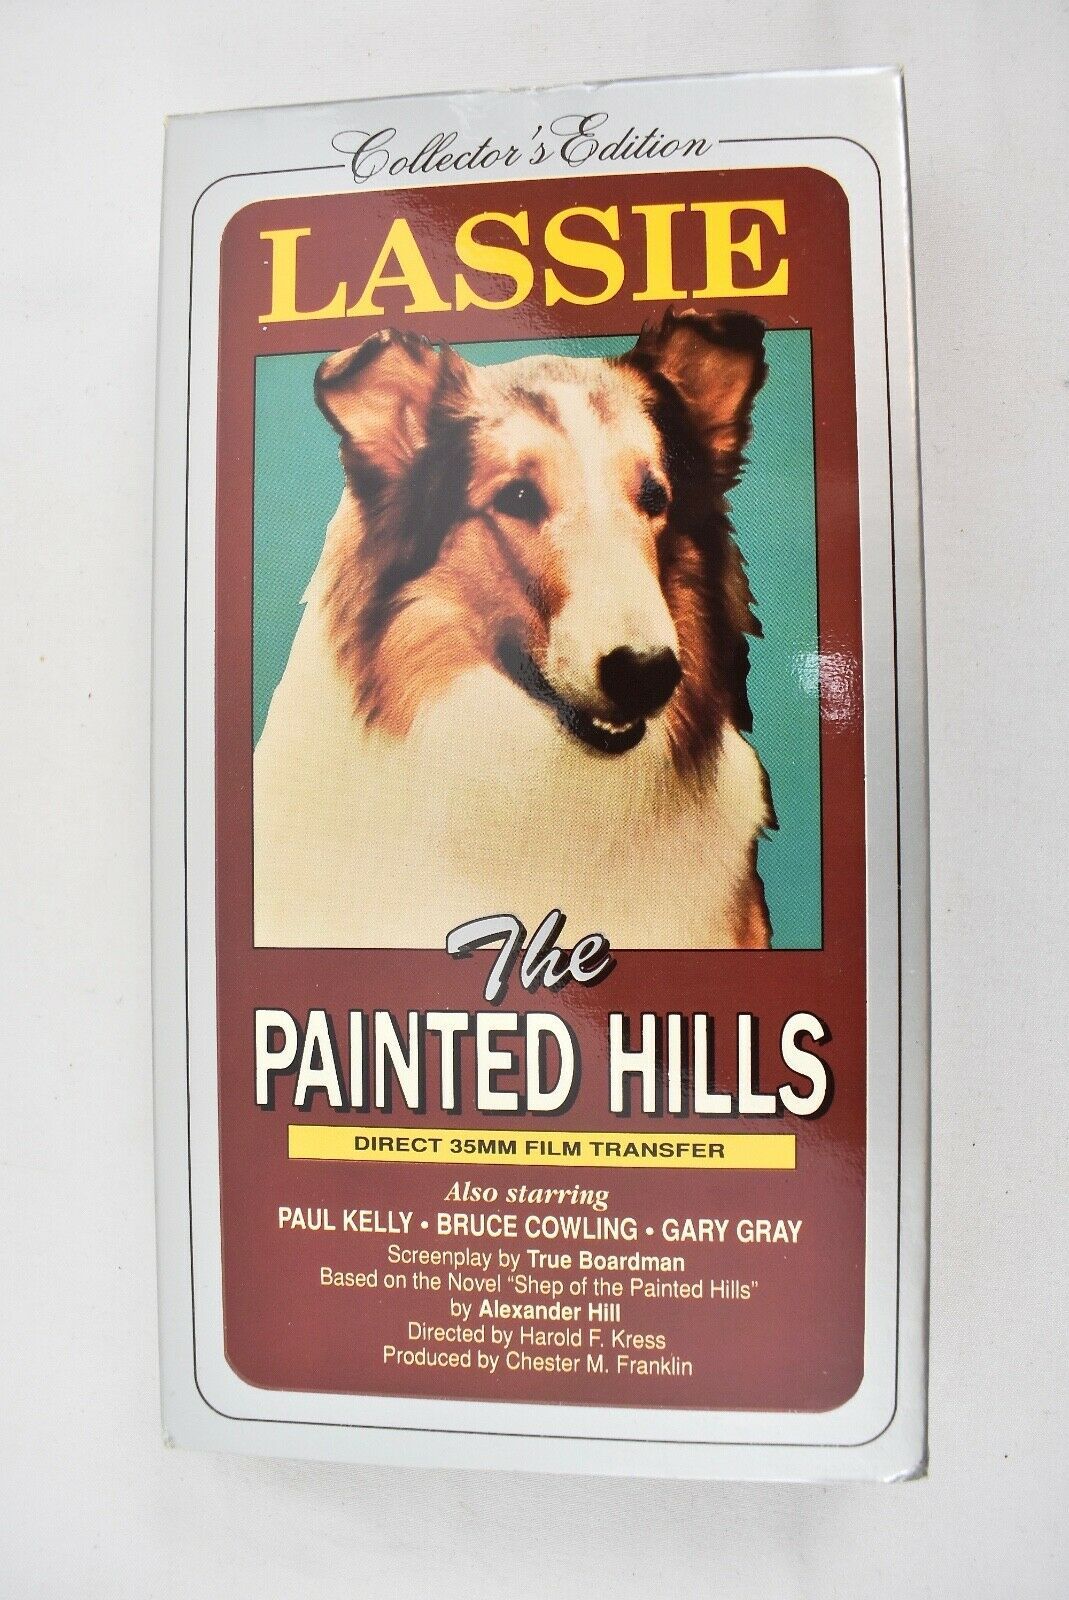 Collector's Edition
LASSIE
The
PAINTED HILLS
DIRECT 35MM FILM TRANSFER
Also starring
PAUL KELLY • BRUCE COWLING • GARY GRAY
Screenplay by True Boardman
Based on the Novel "Shep of the Painted Hills"
by Alexander Hill
Directed by Harold F. Kress
Produced by Chester M. Franklin